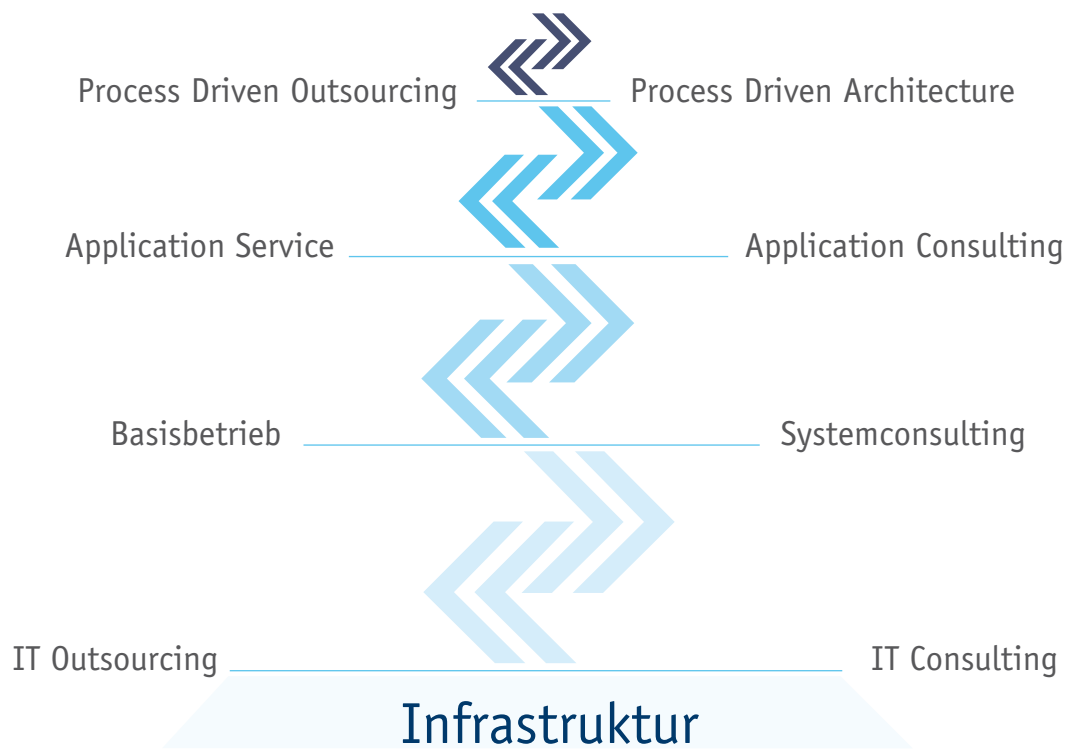 Process Driven Outsourcing Process Driven Architecture
Application Service Application Consulting
Basisbetrieb Systemconsulting
IT Outsourcing IT Consulting
Infrastruktur